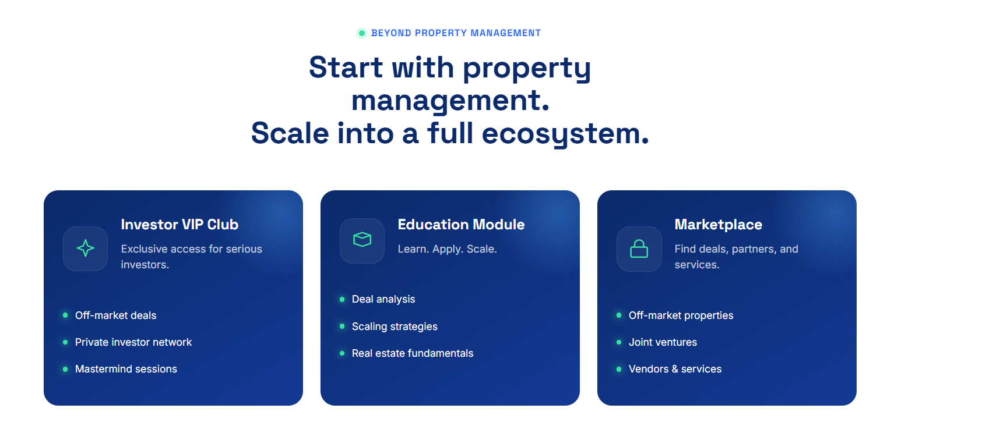 BEYOND PROPERTY MANAGEMENT
Start with property
management.
Scale into a full ecosystem.
Investor VIP Club
Exclusive access for serious
investors.
Off-market deals
Private investor network
Mastermind sessions
Education Module
Learn. Apply. Scale.
Deal analysis
Scaling strategies
Real estate fundamentals
Marketplace
Find deals, partners, and
services.
Off-market properties
Joint ventures
Vendors & services